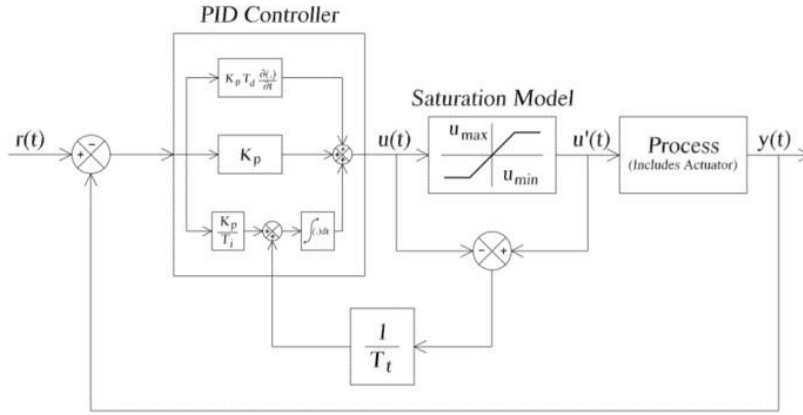 PID Controller
K_p T_d ∂(.)/∂t
Saturation Model
r(t)
+
−
K_p
+
+
+
u(t)
u_max
u_min
u'(t)
Process
(Includes Actuator)
y(t)
K_p
T_i
+
+
∫(.)dt
−
+
1
T_t